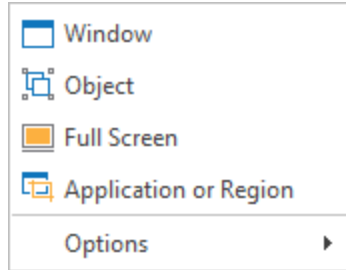 Window
Object
Full Screen
Application or Region
Options